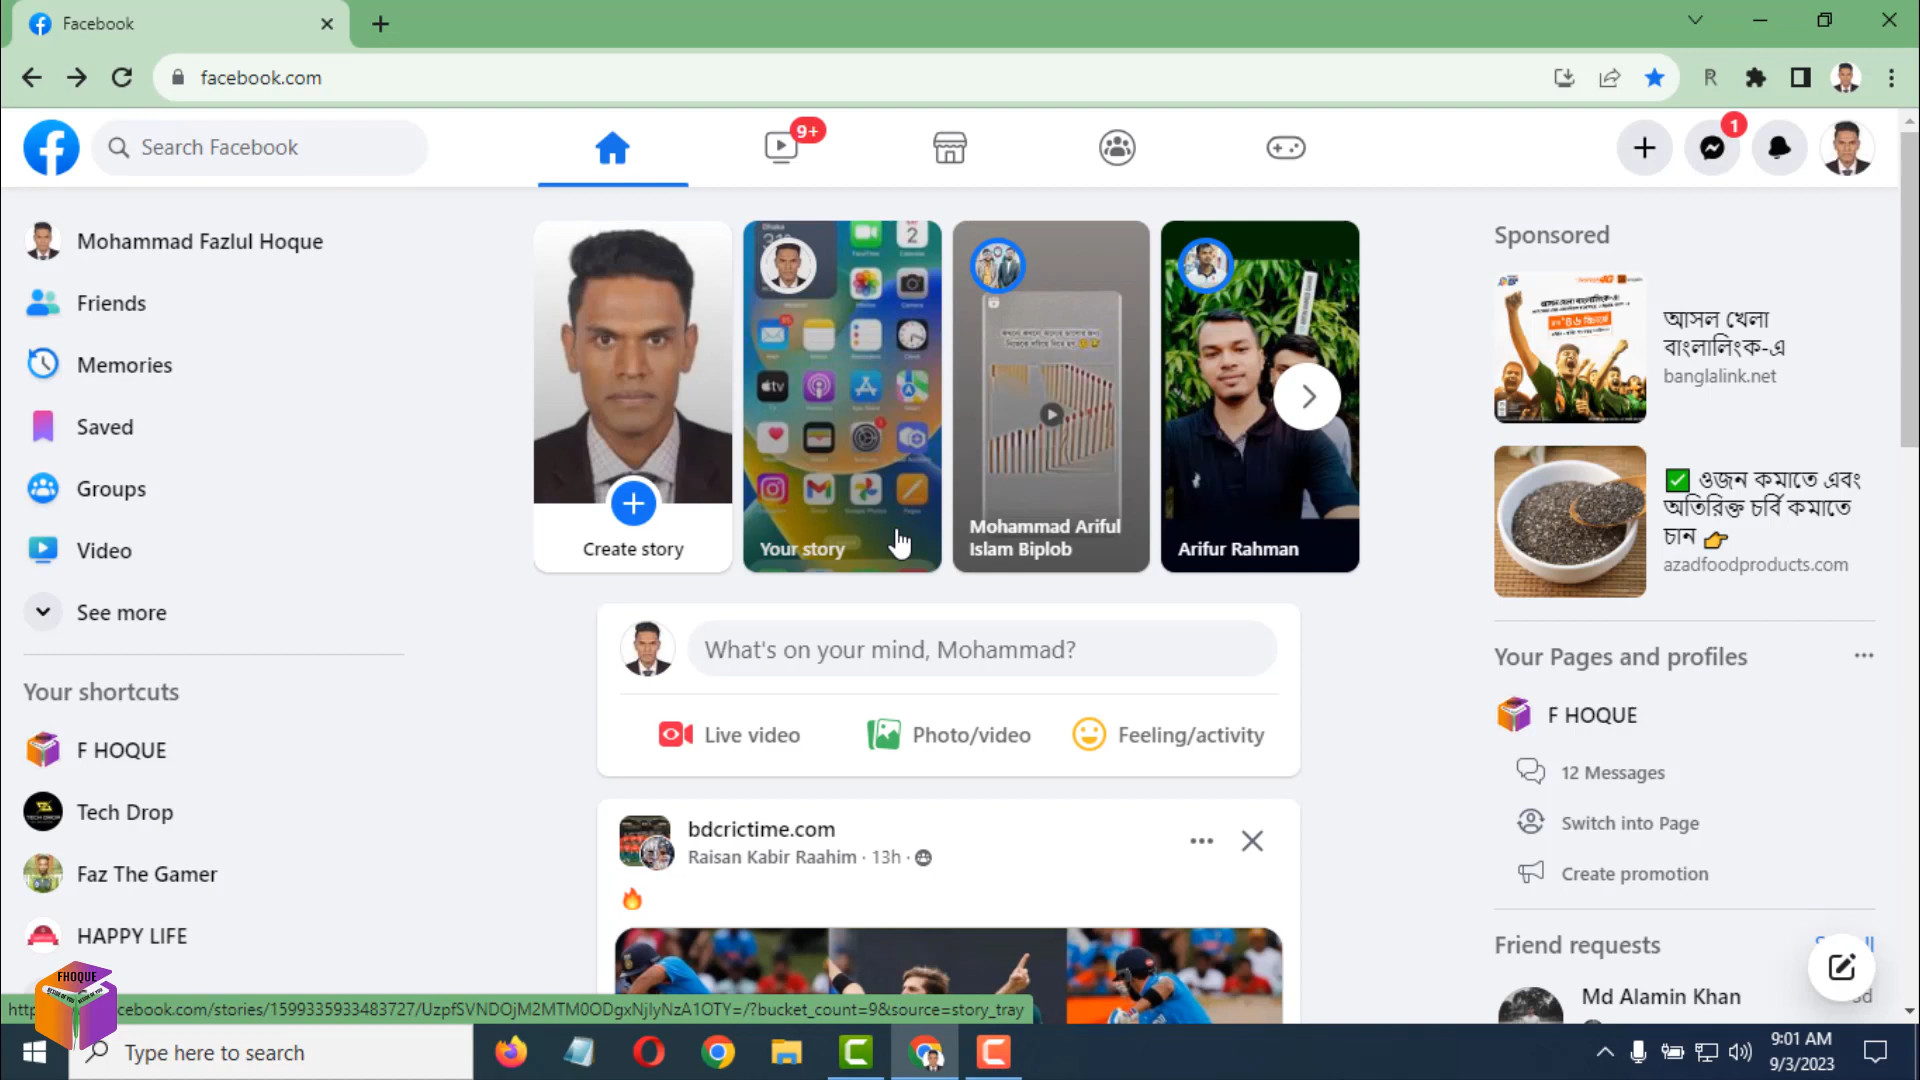 Facebook
facebook.com
Search Facebook
9+
1
Mohammad Fazlul Hoque
Friends
Memories
Saved
Groups
Video
See more
Your shortcuts
F HOQUE
Tech Drop
Faz The Gamer
HAPPY LIFE
Create story
Your story
Mohammad Ariful
Islam Biplob
Arifur Rahman
What's on your mind, Mohammad?
Live video
Photo/video
Feeling/activity
bdcrictime.com
Raisan Kabir Raahim · 13h ·
Sponsored
আসল খেলা
বাংলালিংক-এ
banglalink.net
ওজন কমাতে এবং
অতিরিক্ত চর্বি কমাতে
চান
azadfoodproducts.com
Your Pages and profiles
F HOQUE
12 Messages
Switch into Page
Create promotion
Friend requests
Md Alamin Khan
FHOQUE
cebook.com/stories/1599335933483727/UzpfSVNDOjM2MTM0ODgxNjIyNzA1OTY=/?bucket_count=9&source=story_tray
Type here to search
9:01 AM
9/3/2023